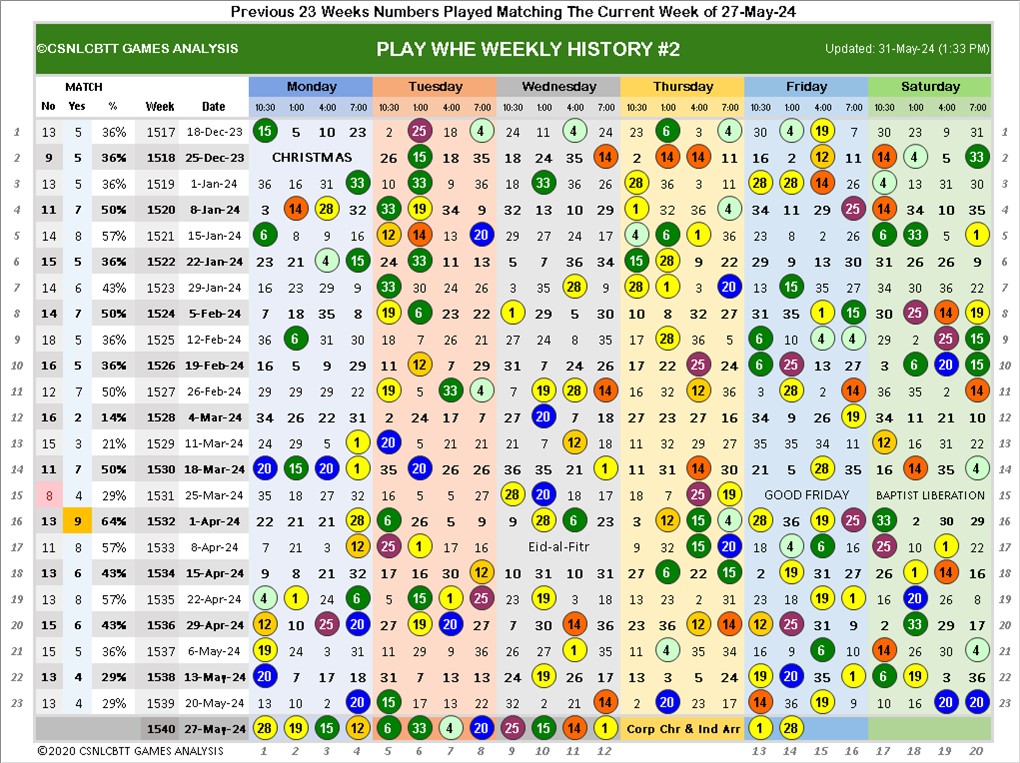 Previous 23 Weeks Numbers Played Matching The Current Week of 27-May-24
©CSNLCBTT GAMES ANALYSIS PLAY WHE WEEKLY HISTORY #2 Updated: 31-May-24 (1:33 PM)
MATCH Monday Tuesday Wednesday Thursday Friday Saturday
No Yes % Week Date 10:30 1:00 4:00 7:00 10:30 1:00 4:00 7:00 10:30 1:00 4:00 7:00 10:30 1:00 4:00 7:00 10:30 1:00 4:00 7:00 10:30 1:00 4:00 7:00
1 13 5 36% 1517 18-Dec-23 15 5 10 23 2 25 18 4 24 11 4 24 23 6 3 4 30 4 19 7 30 23 9 31 1
2 9 5 36% 1518 25-Dec-23 CHRISTMAS 26 15 18 35 18 24 35 14 2 14 14 11 16 2 12 11 14 4 5 33 2
3 13 5 36% 1519 1-Jan-24 36 16 31 33 10 33 9 36 18 33 36 26 28 36 3 11 28 28 14 26 4 13 31 30 3
4 11 7 50% 1520 8-Jan-24 3 14 28 32 33 19 34 9 32 13 10 29 1 32 36 4 34 11 29 25 14 34 10 35 4
5 14 8 57% 1521 15-Jan-24 6 8 9 16 12 14 13 20 29 27 24 17 4 6 1 36 23 8 2 26 6 33 5 1 5
6 15 5 36% 1522 22-Jan-24 23 21 4 15 24 33 11 13 5 7 36 34 15 28 9 22 29 9 13 30 31 26 26 9 6
7 14 6 43% 1523 29-Jan-24 16 23 29 9 33 30 24 26 3 35 28 9 28 1 3 20 13 15 35 27 34 30 36 22 7
8 14 7 50% 1524 5-Feb-24 7 18 35 8 19 6 23 22 1 29 5 30 10 8 32 27 31 35 1 15 30 25 14 19 8
9 18 5 36% 1525 12-Feb-24 36 6 31 30 18 7 26 21 27 24 8 35 17 28 36 5 6 10 4 4 29 2 25 15 9
10 16 5 36% 1526 19-Feb-24 16 5 9 29 11 12 7 29 31 7 24 26 17 22 25 24 6 25 13 27 3 6 20 15 10
11 12 7 50% 1527 26-Feb-24 29 29 29 22 19 5 33 4 7 19 28 14 16 32 12 36 3 28 2 14 36 35 2 14 11
12 16 2 14% 1528 4-Mar-24 34 26 22 31 2 24 17 7 27 20 7 18 27 23 27 16 34 9 26 19 34 11 21 10 12
13 15 3 21% 1529 11-Mar-24 24 29 5 1 20 5 21 21 21 7 12 18 11 32 29 27 35 35 34 11 12 16 31 22 13
14 11 7 50% 1530 18-Mar-24 20 15 20 1 35 20 26 26 36 35 21 1 11 31 14 30 21 5 28 35 16 14 35 4 14
15 8 4 29% 1531 25-Mar-24 35 18 27 32 16 5 5 27 28 20 18 17 18 7 25 19 GOOD FRIDAY BAPTIST LIBERATION 15
16 13 9 64% 1532 1-Apr-24 22 21 21 28 6 26 5 9 9 28 6 23 3 12 15 4 28 36 19 25 33 2 30 29 16
17 11 8 57% 1533 8-Apr-24 7 21 3 12 25 1 17 16 Eid-al-Fitr 9 32 15 20 18 4 6 16 25 10 1 22 17
18 13 6 43% 1534 15-Apr-24 9 8 21 32 17 16 30 12 10 31 10 31 27 6 22 15 2 19 31 27 26 1 14 16 18
19 13 8 57% 1535 22-Apr-24 4 1 24 6 5 15 1 25 23 19 3 18 13 23 2 31 23 18 19 1 16 20 26 8 19
20 15 6 43% 1536 29-Apr-24 12 10 25 20 27 19 20 27 7 30 14 36 23 36 12 14 12 25 31 9 2 33 29 17 20
21 15 5 36% 1537 6-May-24 19 24 3 31 11 29 9 35 11 26 1 35 11 4 35 34 16 9 6 10 14 26 30 4 21
22 13 4 29% 1538 13-May-24 20 7 17 18 31 7 13 13 24 19 26 17 13 3 5 24 19 20 35 1 6 19 3 36 22
23 13 4 29% 1539 20-May-24 10 13 10 20 15 17 22 13 3 22 32 14 2 20 23 17 14 36 19 9 10 16 20 20 23
1540 27-May-24 28 19 15 12 6 33 4 20 25 15 14 1 Corp Chr & Ind Arr 1 28
©2020 CSNLCBTT GAMES ANALYSIS 1 2 3 4 5 6 7 8 9 10 11 12 13 14 15 16 17 18 19 20